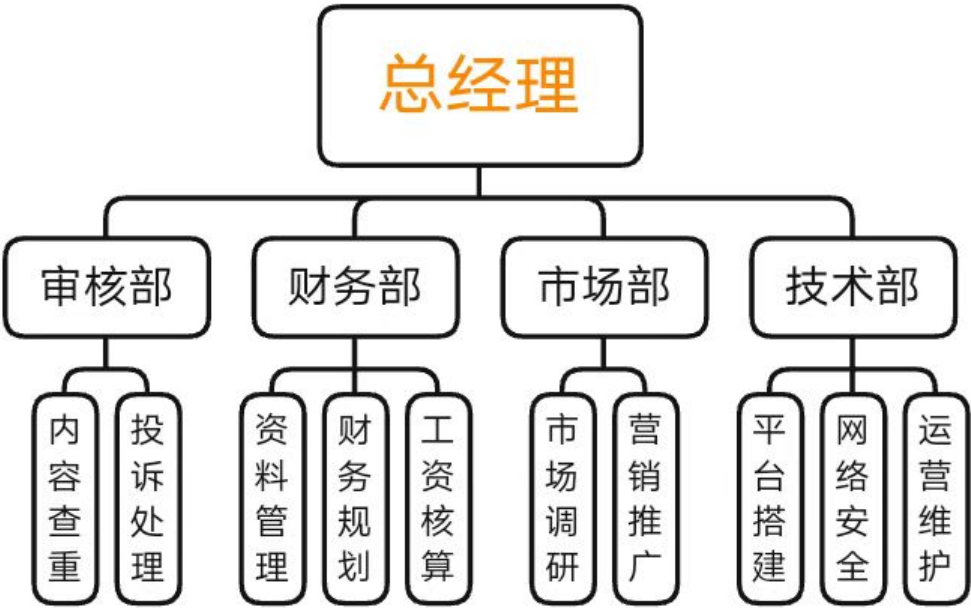 总经理
审核部
财务部
市场部
技术部
内容查重
投诉处理
资料管理
财务规划
工资核算
市场调研
营销推广
平台搭建
网络安全
运营维护